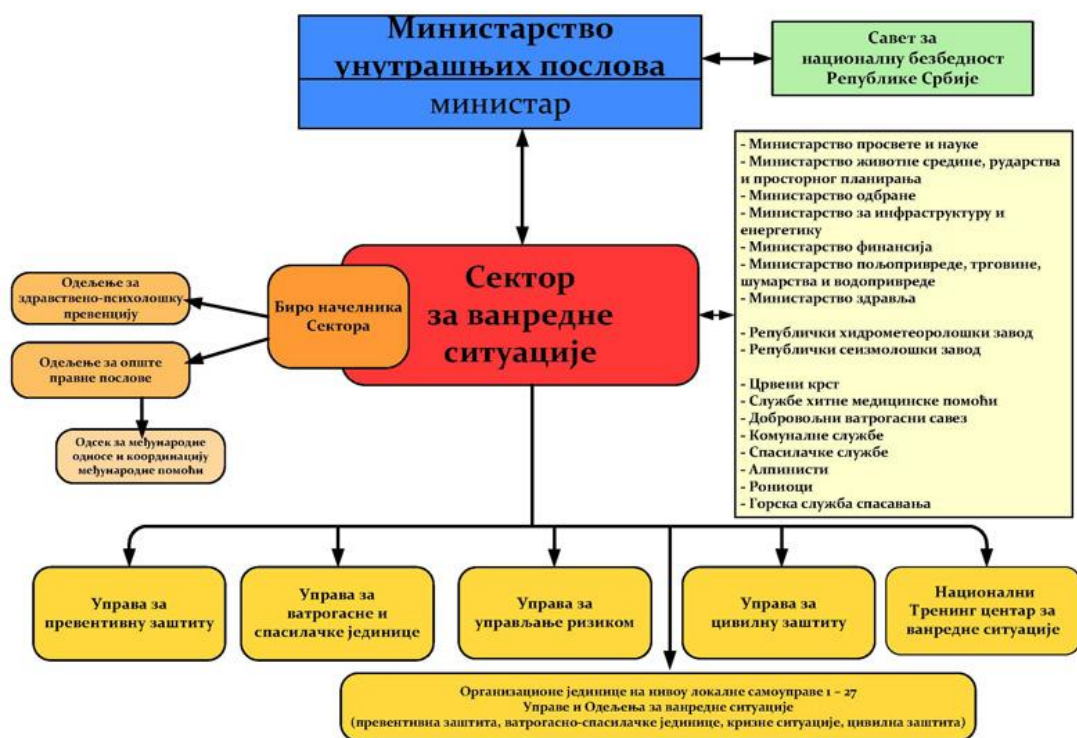 Министарство
унутрашњих послова
министар
Савет за
националну безбедност
Републике Србије
- Министарство просвете и науке
- Министарство животне средине, рударства
и просторног планирања
- Министарство одбране
- Министарство за инфраструктуру и
енергетику
- Министарство финансија
- Министарство пољопривреде, трговине,
шумарства и водопривреде
- Министарство здравља
- Републички хидрометеоролошки завод
- Републички сеизмолошки завод
- Црвени крст
- Службе хитне медицинске помоћи
- Добровољни ватрогасни савез
- Комуналне службе
- Спасилачке службе
- Алпинисти
- Рониоци
- Горска служба спасавања
Сектор
за ванредне
ситуације
Биро начелника
Сектора
Одељење за
здравствено-психолошку
превенцију
Одељење за опште
правне послове
Одсек за међународне
односе и координацију
међународне помоћи
Управа за
превентивну заштиту
Управа за
ватрогасне и
спасилачке јединице
Управа за
управљање ризиком
Управа за
цивилну заштиту
Национални
Тренинг центар за
ванредне ситуације
Организационе јединице на нивоу локалне самоуправе 1 – 27
Управе и Одељења за ванредне ситуације
(превентивна заштита, ватрогасно-спасилачке јединице, кризне ситуације, цивилна заштита)